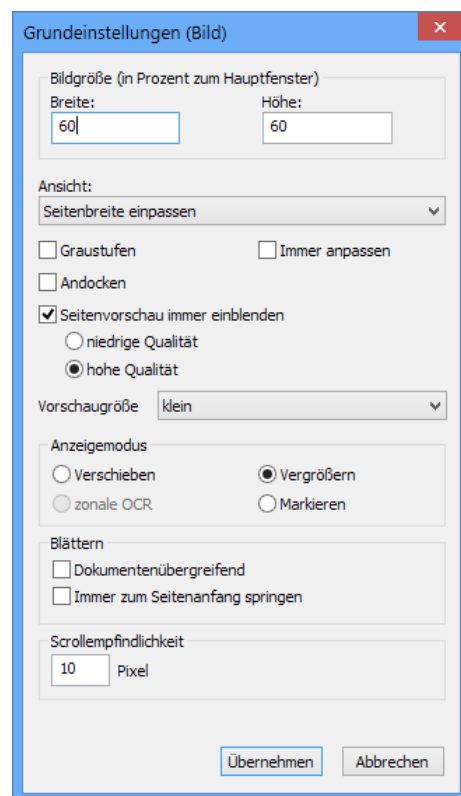 Grundeinstellungen (Bild)
Bildgröße (in Prozent zum Hauptfenster)
Breite: Höhe:
60 60
Ansicht:
Seitenbreite einpassen
Graustufen Immer anpassen
Andocken
Seitenvorschau immer einblenden
niedrige Qualität
hohe Qualität
Vorschaugröße klein
Anzeigemodus
Verschieben Vergrößern
zonale OCR Markieren
Blättern
Dokumentenübergreifend
Immer zum Seitenanfang springen
Scrollempfindlichkeit
10 Pixel
Übernehmen Abbrechen